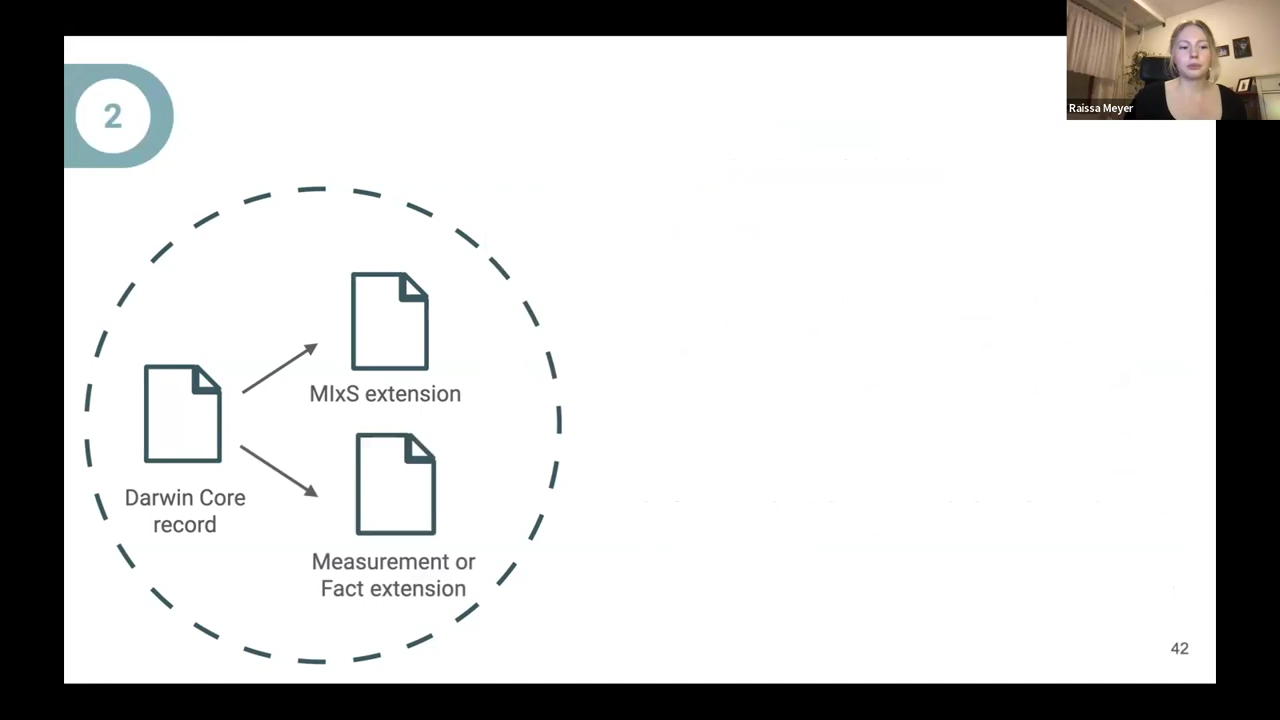 Raissa Meyer
2
MIxS extension
Darwin Core
record
Measurement or
Fact extension
42